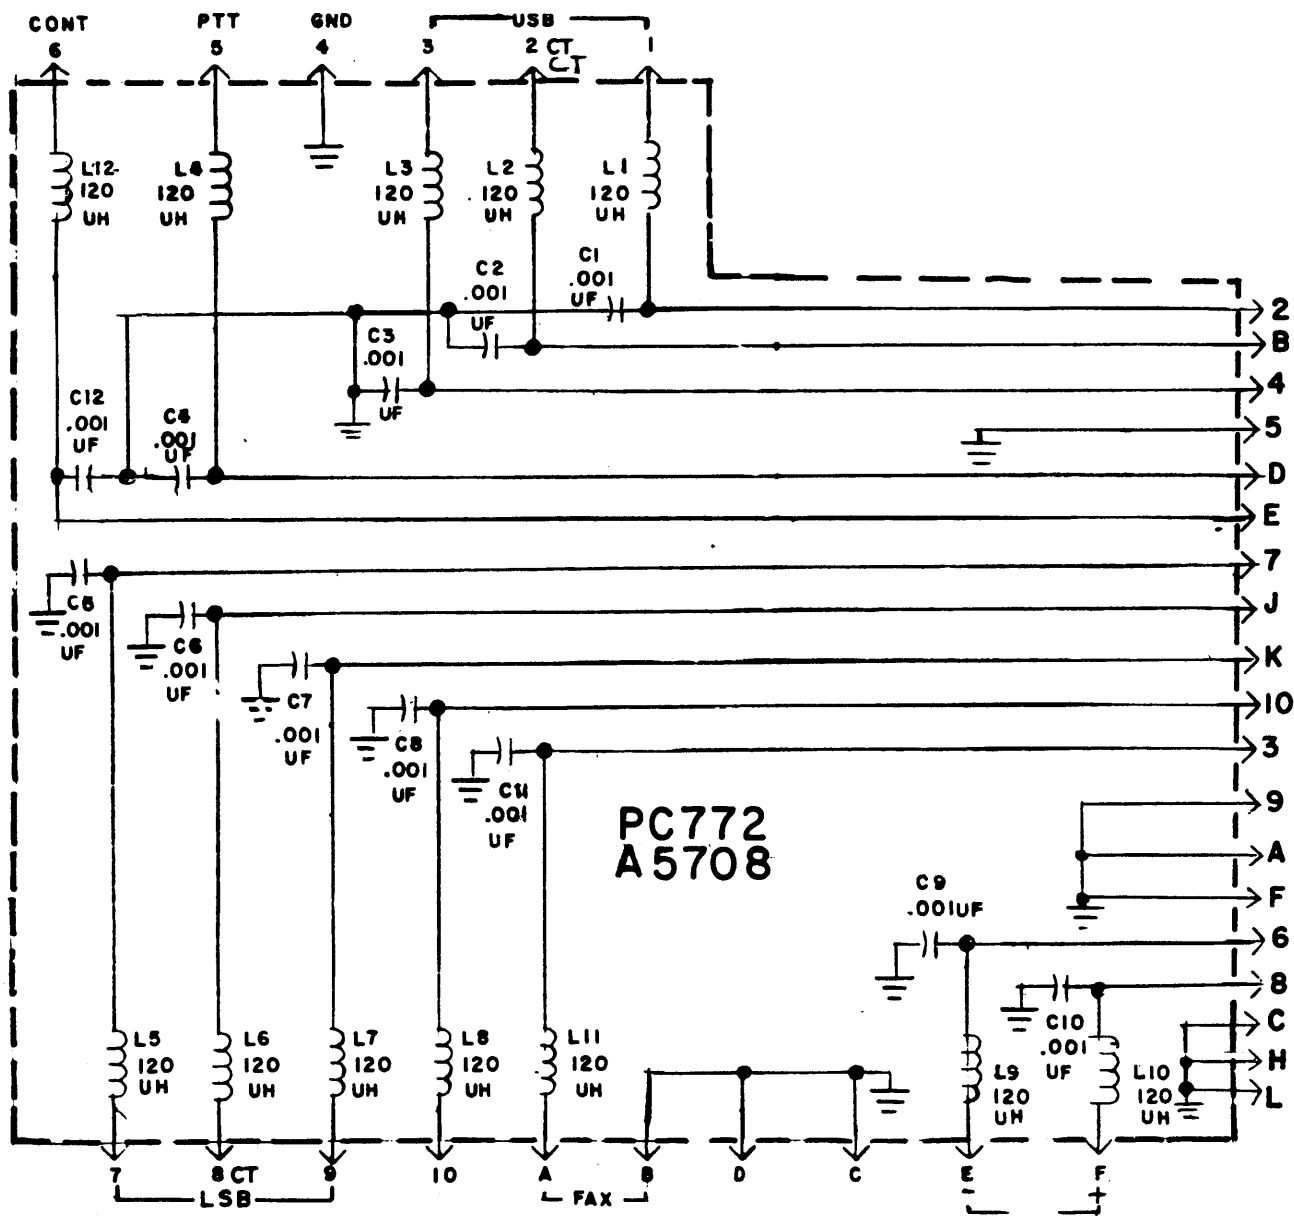 CONT PTT GND USB
6 5 4 3 2 CT 1
CT
L12 L4 L3 L2 L1
120 120 120 120 120
UH UH UH UH UH
C1
.001
UF
C2
.001
UF
2
C3
.001
UF
B
4
C12
.001
UF
C4
.001
UF
5
D
E
7
C5
.001
UF
J
C6
.001
UF
K
C7
.001
UF
10
C8
.001
UF
3
C11
.001
UF
PC772
A5708
9
A
F
C9
.001UF
6
8
C10
.001
UF
C
H
L
L5 L6 L7 L8 L11
120 120 120 120 120
UH UH UH UH UH
L9
120
UH
L10
120
UH
7 8 CT 9 10 A B D C E F
LSB FAX - +